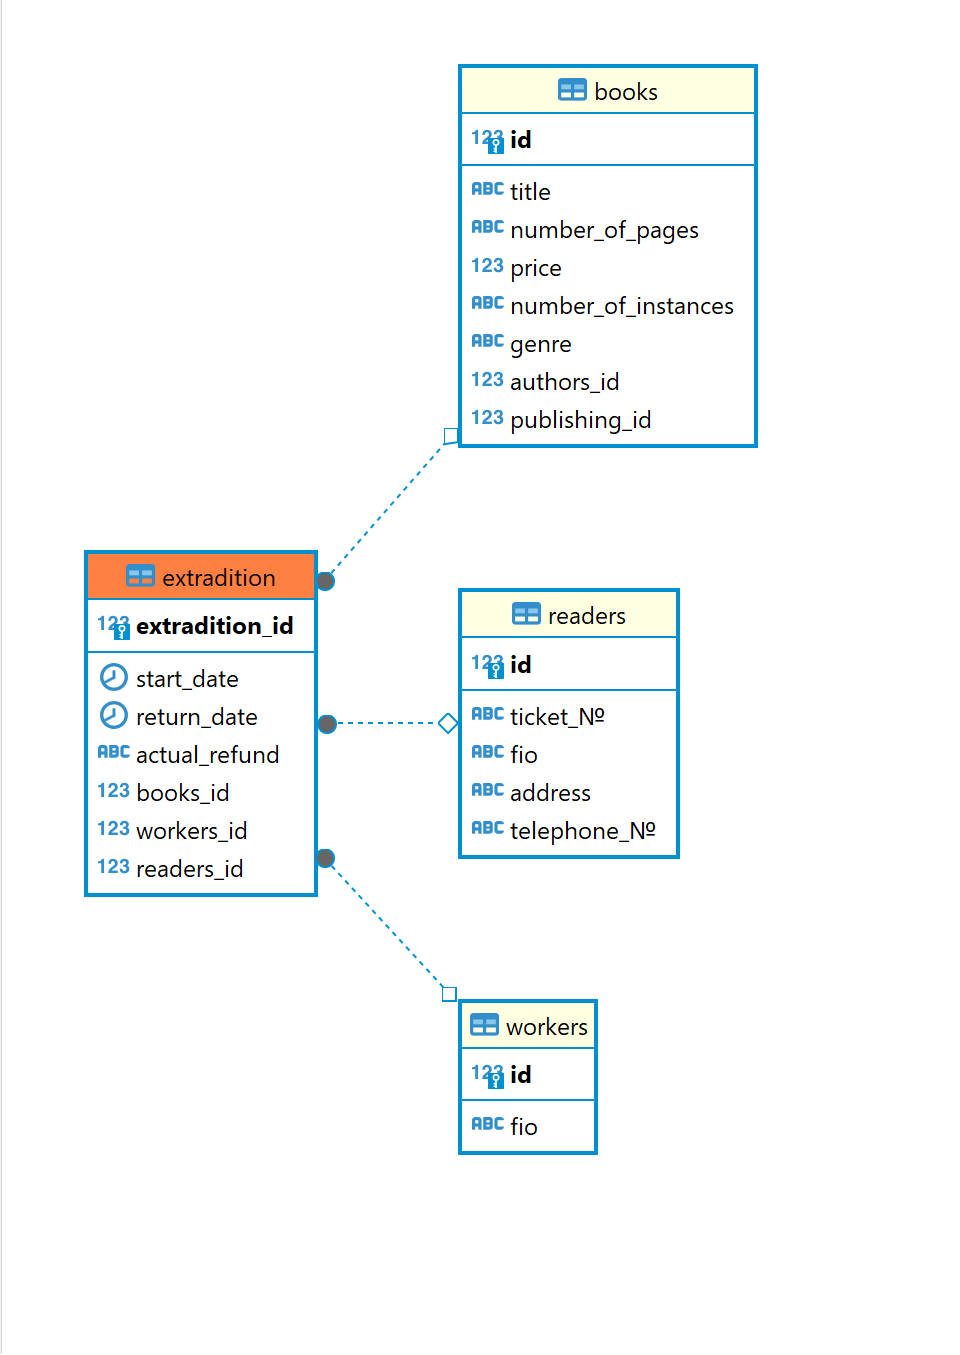 books
123 id
ABC title
ABC number_of_pages
123 price
ABC number_of_instances
ABC genre
123 authors_id
123 publishing_id
extradition
123 extradition_id
start_date
return_date
ABC actual_refund
123 books_id
123 workers_id
123 readers_id
readers
123 id
ABC ticket_№
ABC fio
ABC address
ABC telephone_№
workers
123 id
ABC fio